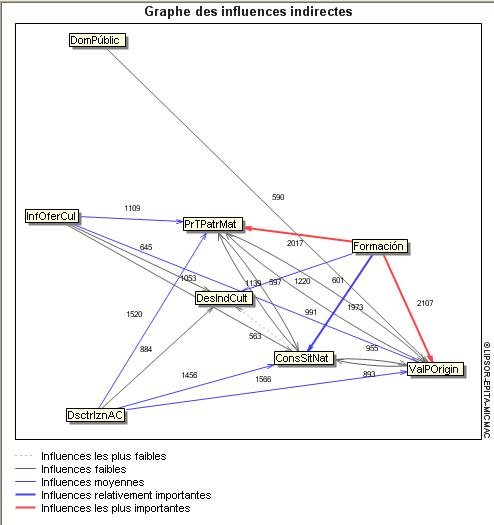 Graphe des influences indirectes
DomPúblic
590
InfOferCul
1109
PrTPatrMat
Formación
645
2017
1053
1139
597
1220
601
DesIndCult
1973
2107
1520
991
884
563
955
ConsSitNat
ValPOrigin
1456
1566
893
DsctrlznAC
© LIPSOR-EPITA-MICMAC
Influences les plus faibles
Influences faibles
Influences moyennes
Influences relativement importantes
Influences les plus importantes